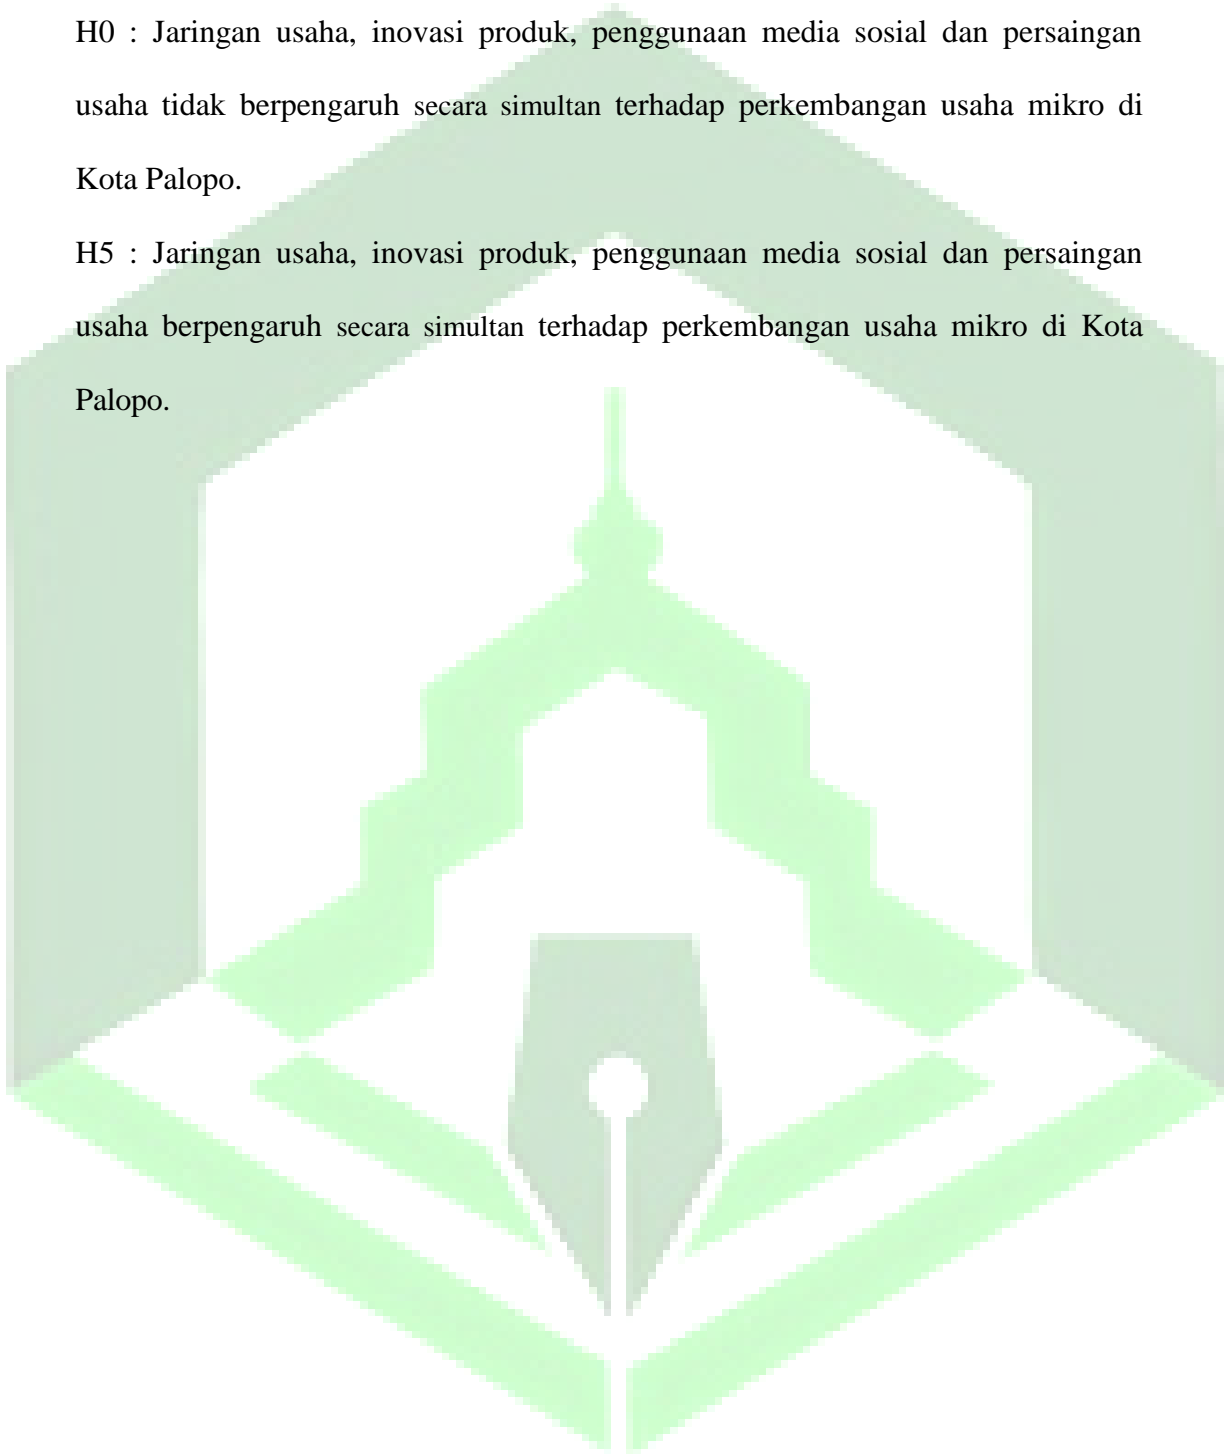 H0 : Jaringan usaha, inovasi produk, penggunaan media sosial dan persaingan
usaha tidak berpengaruh secara simultan terhadap perkembangan usaha mikro di
Kota Palopo.
H5 : Jaringan usaha, inovasi produk, penggunaan media sosial dan persaingan
usaha berpengaruh secara simultan terhadap perkembangan usaha mikro di Kota
Palopo.